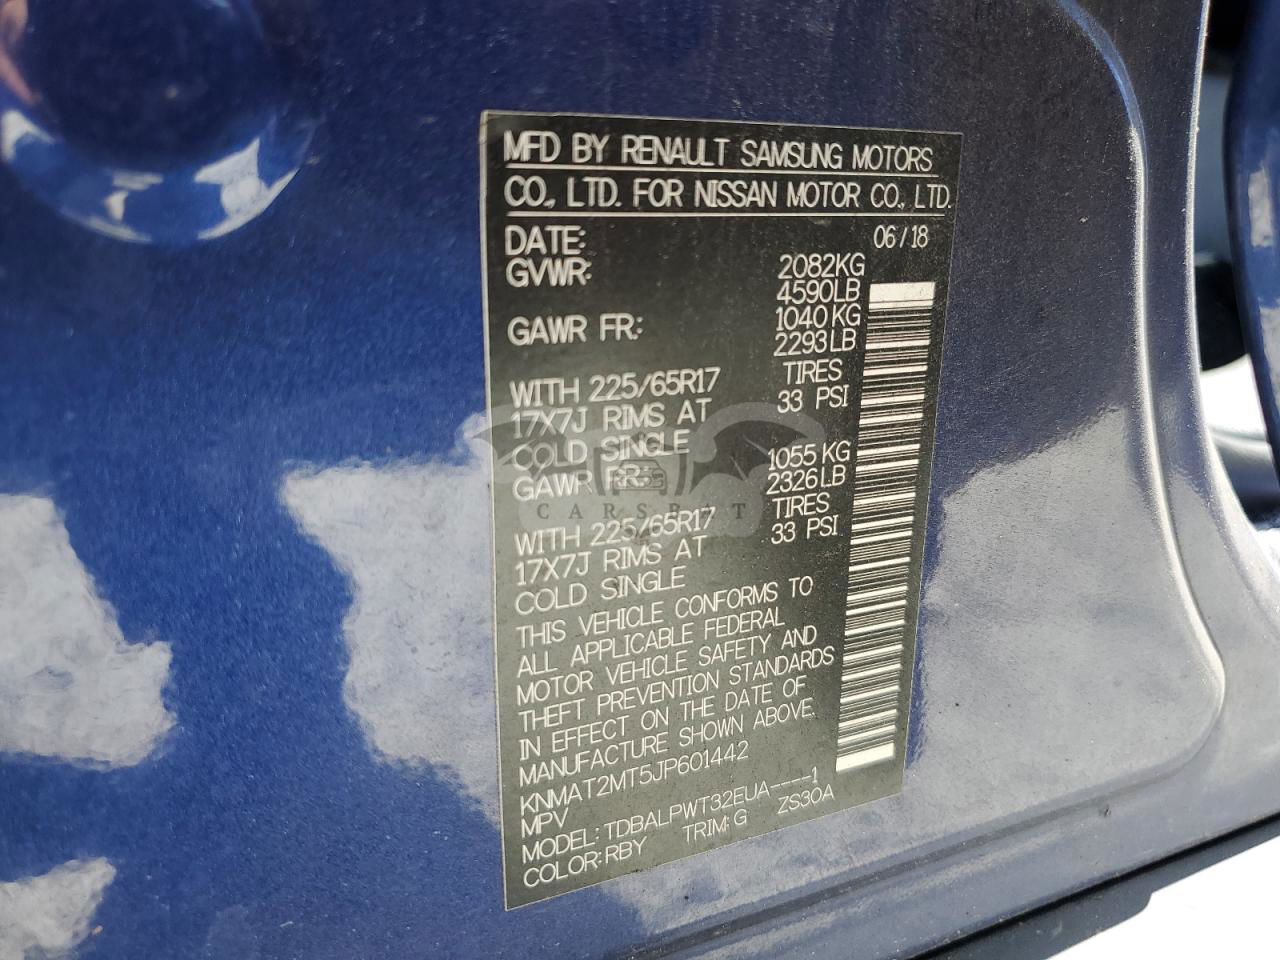 MFD BY RENAULT SAMSUNG MOTORS
CO., LTD. FOR NISSAN MOTOR CO., LTD.
DATE: 06/18
GVWR: 2082KG
4590LB
GAWR FR: 1040KG
2293LB
WITH 225/65R17 TIRES
17X7J RIMS AT 33 PSI
COLD SINGLE
GAWR RR: 1055KG
2326LB
WITH 225/65R17 TIRES
17X7J RIMS AT 33 PSI
COLD SINGLE
THIS VEHICLE CONFORMS TO
ALL APPLICABLE FEDERAL
MOTOR VEHICLE SAFETY AND
THEFT PREVENTION STANDARDS
IN EFFECT ON THE DATE OF
MANUFACTURE SHOWN ABOVE.
KNMAT2MT5JP601442
MPV
MODEL: TDBALPWT32EUA----1
COLOR: RBY TRIM: G ZS30A
CARSBAT